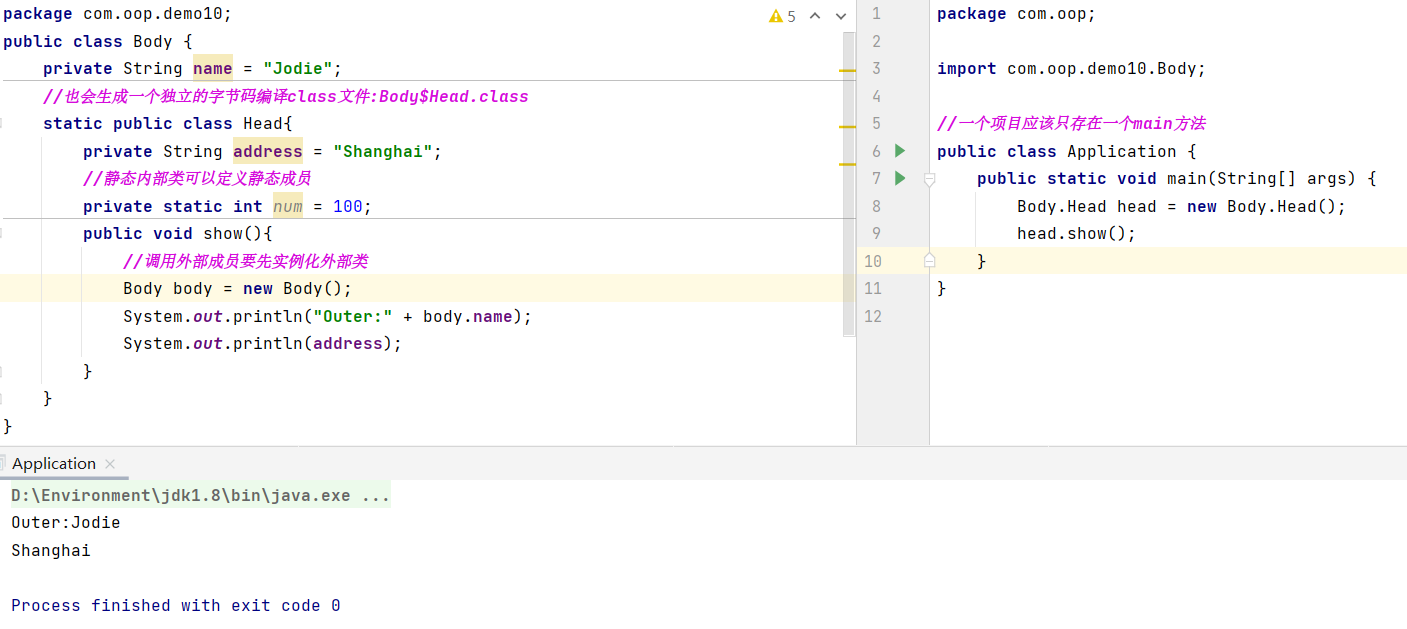 package com.oop.demo10;
5
public class Body {
private String name = "Jodie";
//也会生成一个独立的字节码编译class文件:Body$Head.class
static public class Head{
private String address = "Shanghai";
//静态内部类可以定义静态成员
private static int num = 100;
public void show(){
//调用外部成员要先实例化外部类
Body body = new Body();
System.out.println("Outer:" + body.name);
System.out.println(address);
}
}
}
1 package com.oop;
2
3 import com.oop.demo10.Body;
4
5 //一个项目应该只存在一个main方法
6 public class Application {
7 public static void main(String[] args) {
8 Body.Head head = new Body.Head();
9 head.show();
10 }
11 }
12
Application
D:\Environment\jdk1.8\bin\java.exe ...
Outer:Jodie
Shanghai
Process finished with exit code 0